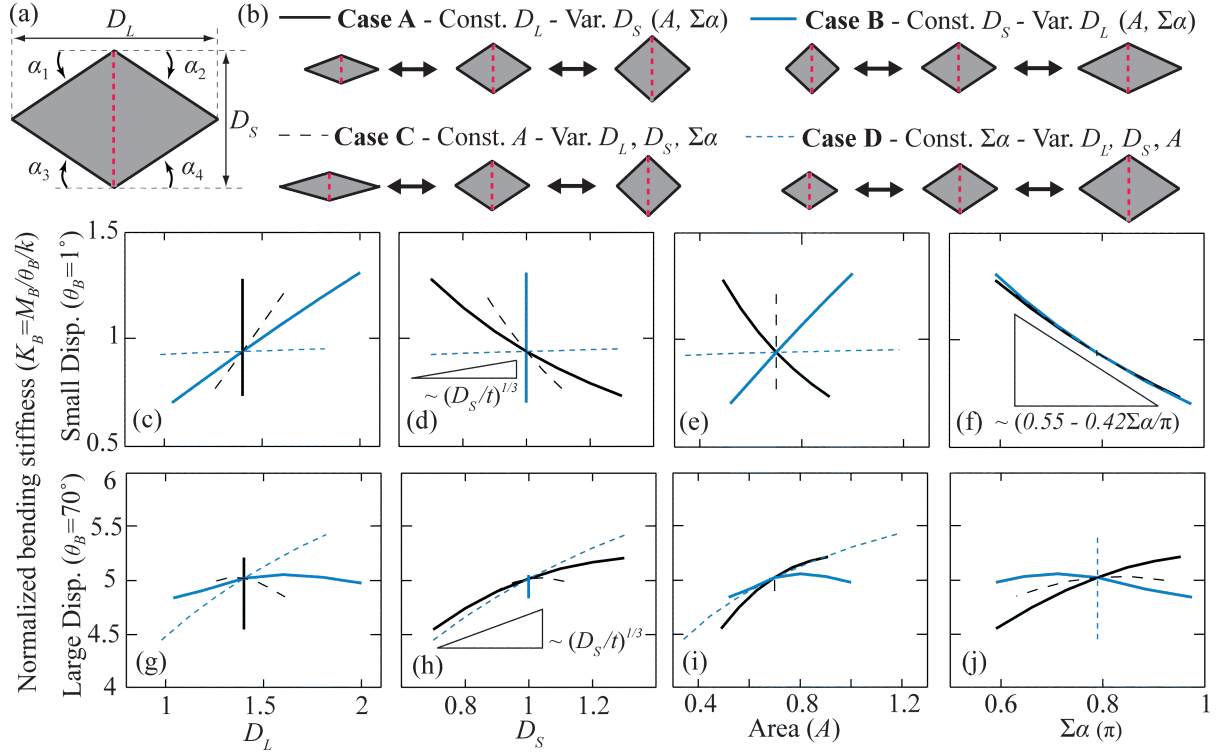 (a)
D_L
α_1
α_2
D_S
α_3
α_4
(b)
Case A - Const. D_L - Var. D_S (A, Σα)
Case B - Const. D_S - Var. D_L (A, Σα)
Case C - Const. A - Var. D_L, D_S, Σα
Case D - Const. Σα - Var. D_L, D_S, A
Normalized bending stiffness (K_B=M_B/θ_B/k)
Small Disp. (θ_B=1°)
1.5
1
0.5
(c)
(d)
~ (D_S/t)^1/3
(e)
(f)
~ (0.55 - 0.42Σα/π)
Large Disp. (θ_B=70°)
6
5.5
5
4.5
4
(g)
(h)
~ (D_S/t)^1/3
(i)
(j)
1 1.5 2
D_L
0.8 1 1.2
D_S
0.4 0.8 1.2
Area (A)
0.6 0.8 1
Σα (π)